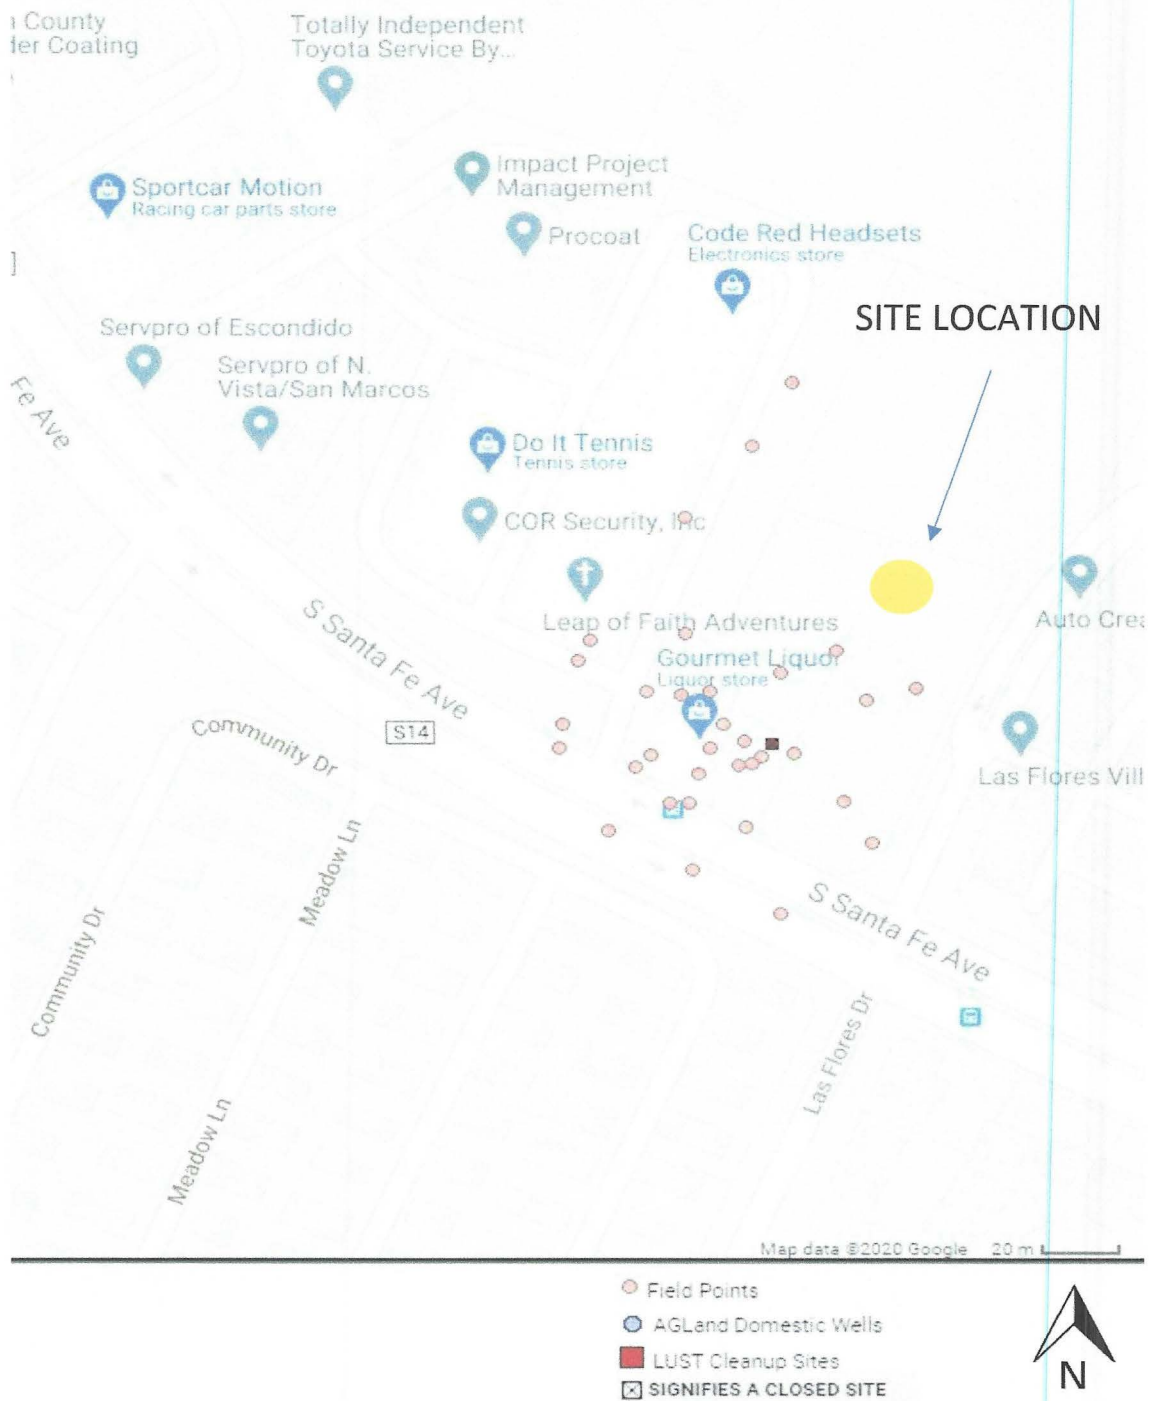 County
der Coating
Totally Independent
Toyota Service By...
Impact Project
Management
Sportcar Motion
Racing car parts store
Procoat
Code Red Headsets
Electronics store
SITE LOCATION
Servpro of Escondido
Servpro of N.
Vista/San Marcos
Fe Ave
Do It Tennis
Tennis store
COR Security, Inc
Leap of Faith Adventures
Auto Crea
Gourmet Liquor
Liquor store
S Santa Fe Ave
S14
Community Dr
Las Flores Vill
Meadow Ln
S Santa Fe Ave
Community Dr
Las Flores Dr
Meadow Ln
Map data ©2020 Google 20 m
Field Points
AGLand Domestic Wells
LUST Cleanup Sites
SIGNIFIES A CLOSED SITE
N